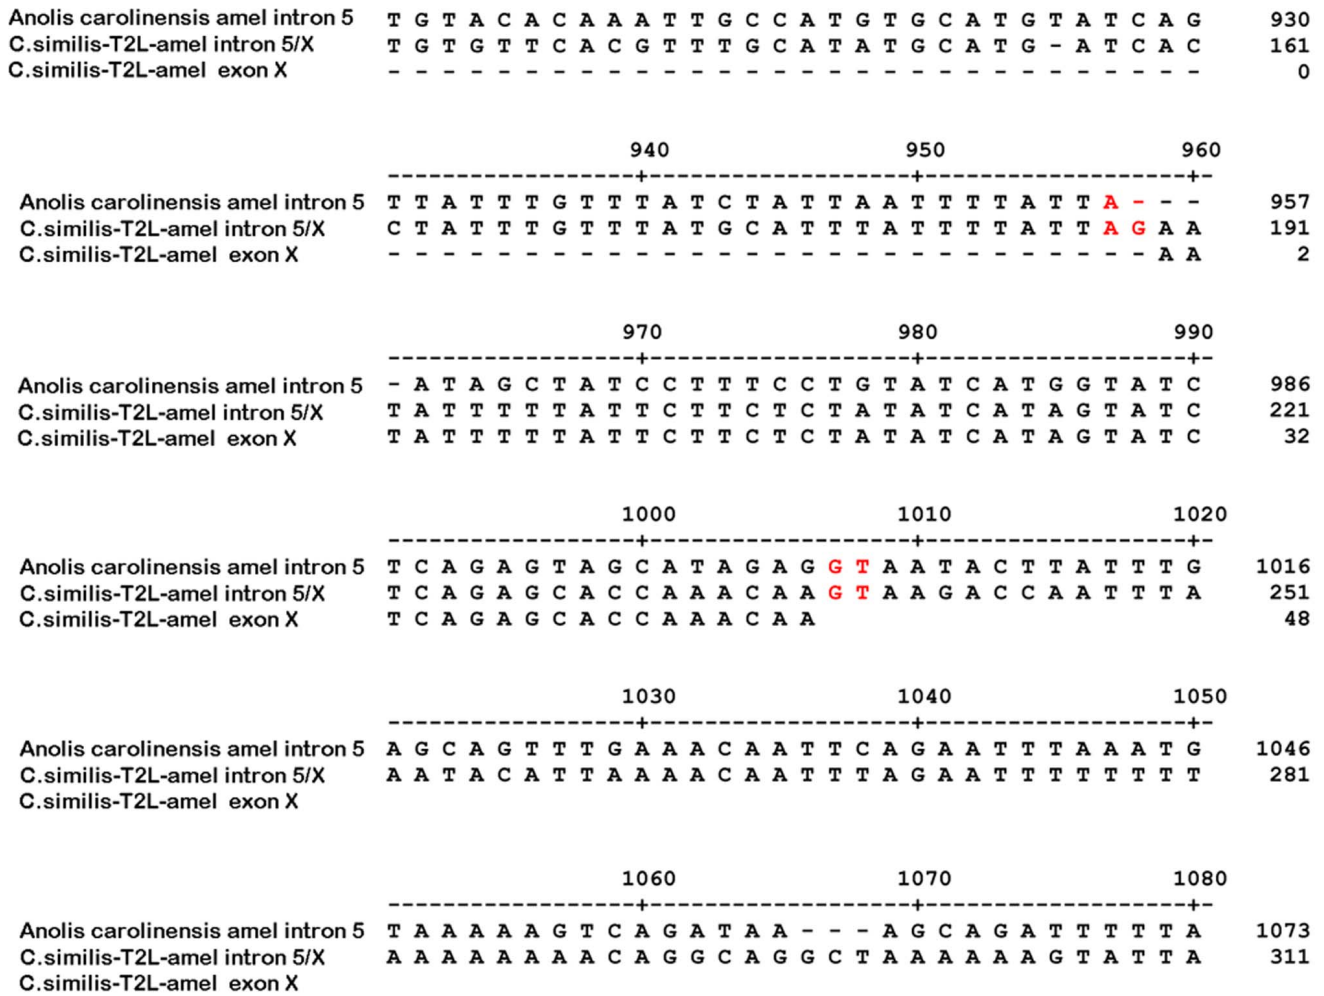 Anolis carolinensis amel intron 5 T G T A C A C A A A T T G C C A T G T G C A T G T A T C A G 930
C.similis-T2L-amel intron 5/X T G T G T T C A C G T T T G C A T A T G C A T G - A T C A C 161
C.similis-T2L-amel exon X - - - - - - - - - - - - - - - - - - - - - - - - - - - - - - 0
940 950 960
---------+---------+---------+-
Anolis carolinensis amel intron 5 T T A T T T G T T T A T C T A T T A A T T T T A T T A - - - 957
C.similis-T2L-amel intron 5/X C T A T T T G T T T A T G C A T T T A T T T T A T T A G A A 191
C.similis-T2L-amel exon X - - - - - - - - - - - - - - - - - - - - - - - - - - - - A A 2
970 980 990
---------+---------+---------+-
Anolis carolinensis amel intron 5 - A T A G C T A T C C T T T C C T G T A T C A T G G T A T C 986
C.similis-T2L-amel intron 5/X T A T T T T T A T T C T T C T C T A T A T C A T A G T A T C 221
C.similis-T2L-amel exon X T A T T T T T A T T C T T C T C T A T A T C A T A G T A T C 32
1000 1010 1020
---------+---------+---------+-
Anolis carolinensis amel intron 5 T C A G A G T A G C A T A G A G G T A A T A C T T A T T T G 1016
C.similis-T2L-amel intron 5/X T C A G A G C A C C A A A C A A G T A A G A C C A A T T T A 251
C.similis-T2L-amel exon X T C A G A G C A C C A A A C A A 48
1030 1040 1050
---------+---------+---------+-
Anolis carolinensis amel intron 5 A G C A G T T T G A A A C A A T T C A G A A T T T A A A T G 1046
C.similis-T2L-amel intron 5/X A A T A C A T T A A A A C A A T T T A G A A T T T T T T T T 281
C.similis-T2L-amel exon X
1060 1070 1080
---------+---------+---------+-
Anolis carolinensis amel intron 5 T A A A A A G T C A G A T A A - - - A G C A G A T T T T T A 1073
C.similis-T2L-amel intron 5/X A A A A A A A A C A G G C A G G C T A A A A A A G T A T T A 311
C.similis-T2L-amel exon X